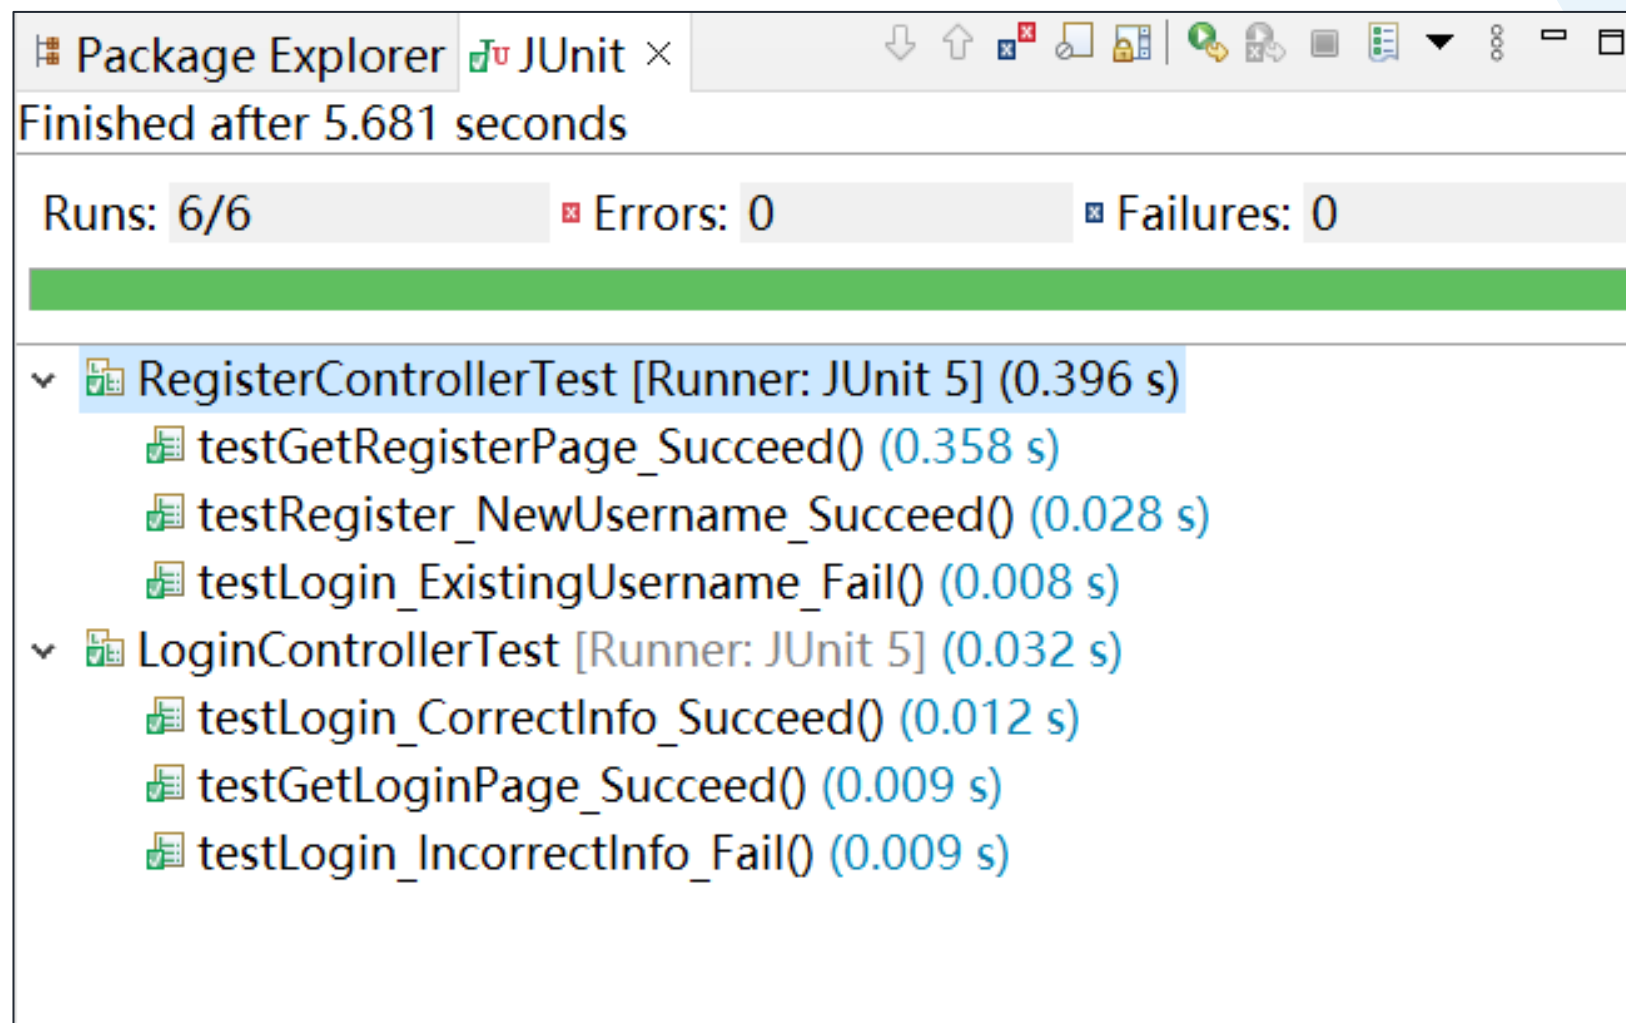 Package Explorer JUnit
Finished after 5.681 seconds
Runs: 6/6 Errors: 0 Failures: 0
RegisterControllerTest [Runner: JUnit 5] (0.396 s)
testGetRegisterPage_Succeed() (0.358 s)
testRegister_NewUsername_Succeed() (0.028 s)
testLogin_ExistingUsername_Fail() (0.008 s)
LoginControllerTest [Runner: JUnit 5] (0.032 s)
testLogin_CorrectInfo_Succeed() (0.012 s)
testGetLoginPage_Succeed() (0.009 s)
testLogin_IncorrectInfo_Fail() (0.009 s)